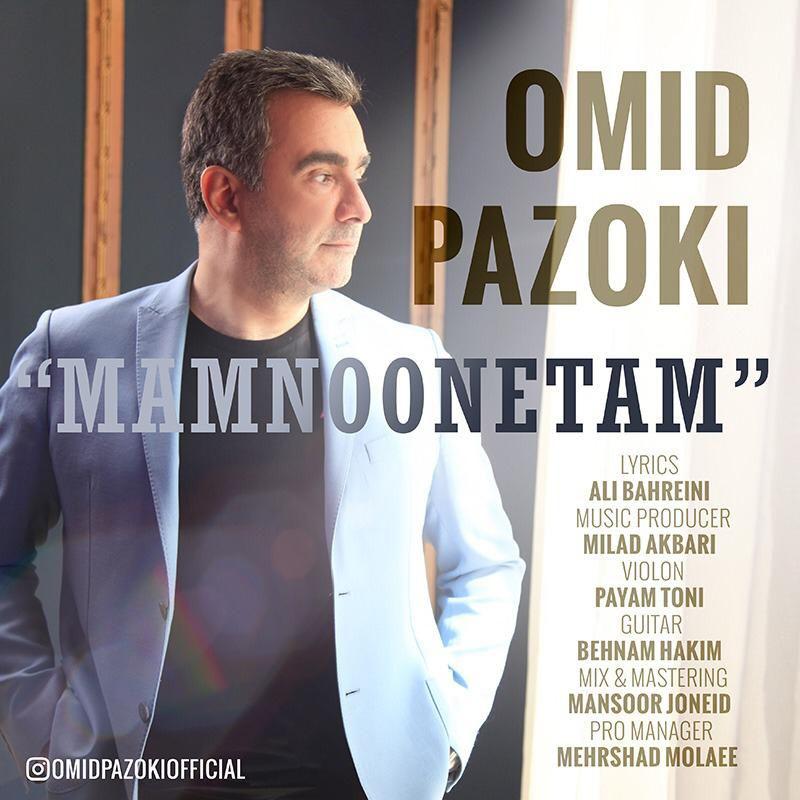 OMID
PAZOKI
“MAMNOONETAM”
LYRICS
ALI BAHREINI
MUSIC PRODUCER
MILAD AKBARI
VIOLON
PAYAM TONI
GUITAR
BEHNAM HAKIM
MIX & MASTERING
MANSOOR JONEID
PRO MANAGER
MEHRSHAD MOLAEE
@OMIDPAZOKIOFFICIAL